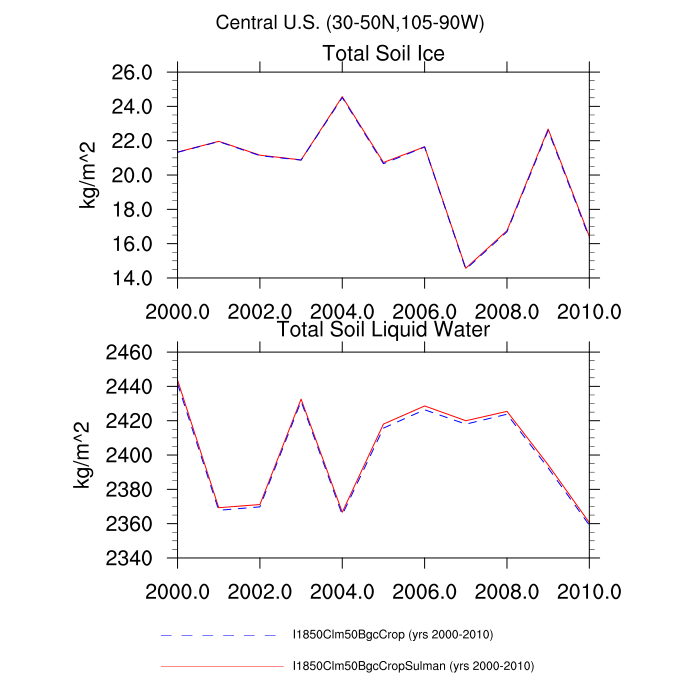 Central U.S. (30-50N,105-90W)
Total Soil Ice
26.0
24.0
22.0
20.0
18.0
16.0
14.0
kg/m^2
2000.0 2002.0 2004.0 2006.0 2008.0 2010.0
Total Soil Liquid Water
2460
2440
2420
2400
2380
2360
2340
kg/m^2
2000.0 2002.0 2004.0 2006.0 2008.0 2010.0
I1850Clm50BgcCrop (yrs 2000-2010)
I1850Clm50BgcCropSulman (yrs 2000-2010)